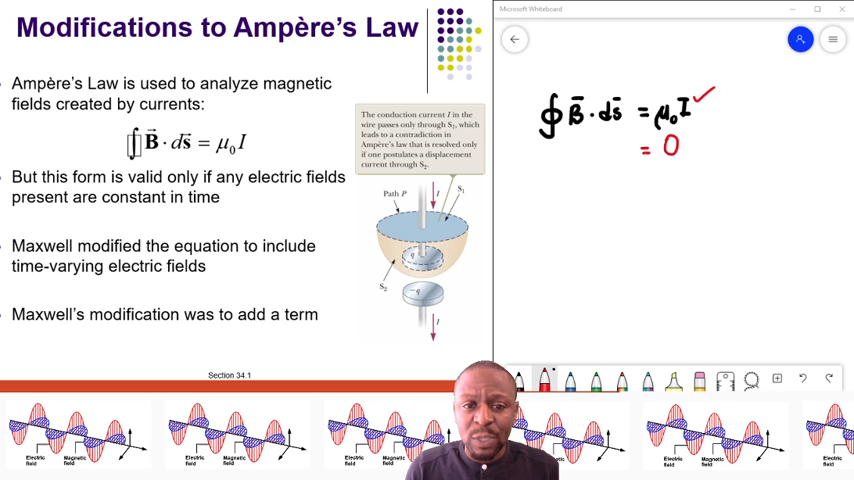 Modifications to Ampère's Law
Ampère's Law is used to analyze magnetic
fields created by currents:
∮ B⃗ · ds⃗ = μ₀ I
But this form is valid only if any electric fields
present are constant in time
Maxwell modified the equation to include
time-varying electric fields
Maxwell's modification was to add a term
Section 34.1
The conduction current I in the
wire passes only through S₁, which
leads to a contradiction in
Ampère's law that is resolved only
if one postulates a displacement
current through S₂.
Path P
I
S₁
q
S₂
−q
I
Microsoft Whiteboard
∮ B̄ · ds̄ = μ₀ I ✓
= 0
Electric
field
Magnetic
field
Electric
field
Magnetic
field
Electric
field
Magnetic
field
Electric
field
Magnetic
field
Electric
field
Electric
field